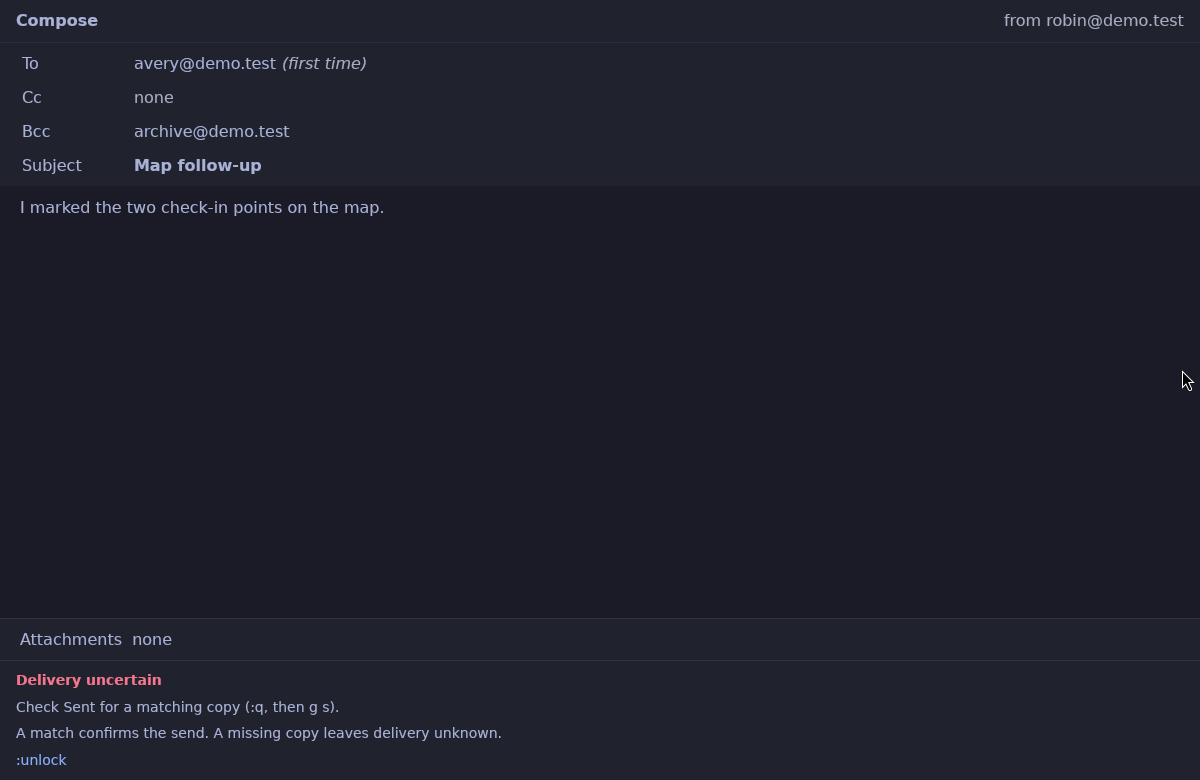 Compose from robin@demo.test
To avery@demo.test (first time)
Cc none
Bcc archive@demo.test
Subject Map follow-up
I marked the two check-in points on the map.
Attachments none
Delivery uncertain
Check Sent for a matching copy (:q, then g s).
A match confirms the send. A missing copy leaves delivery unknown.
:unlock